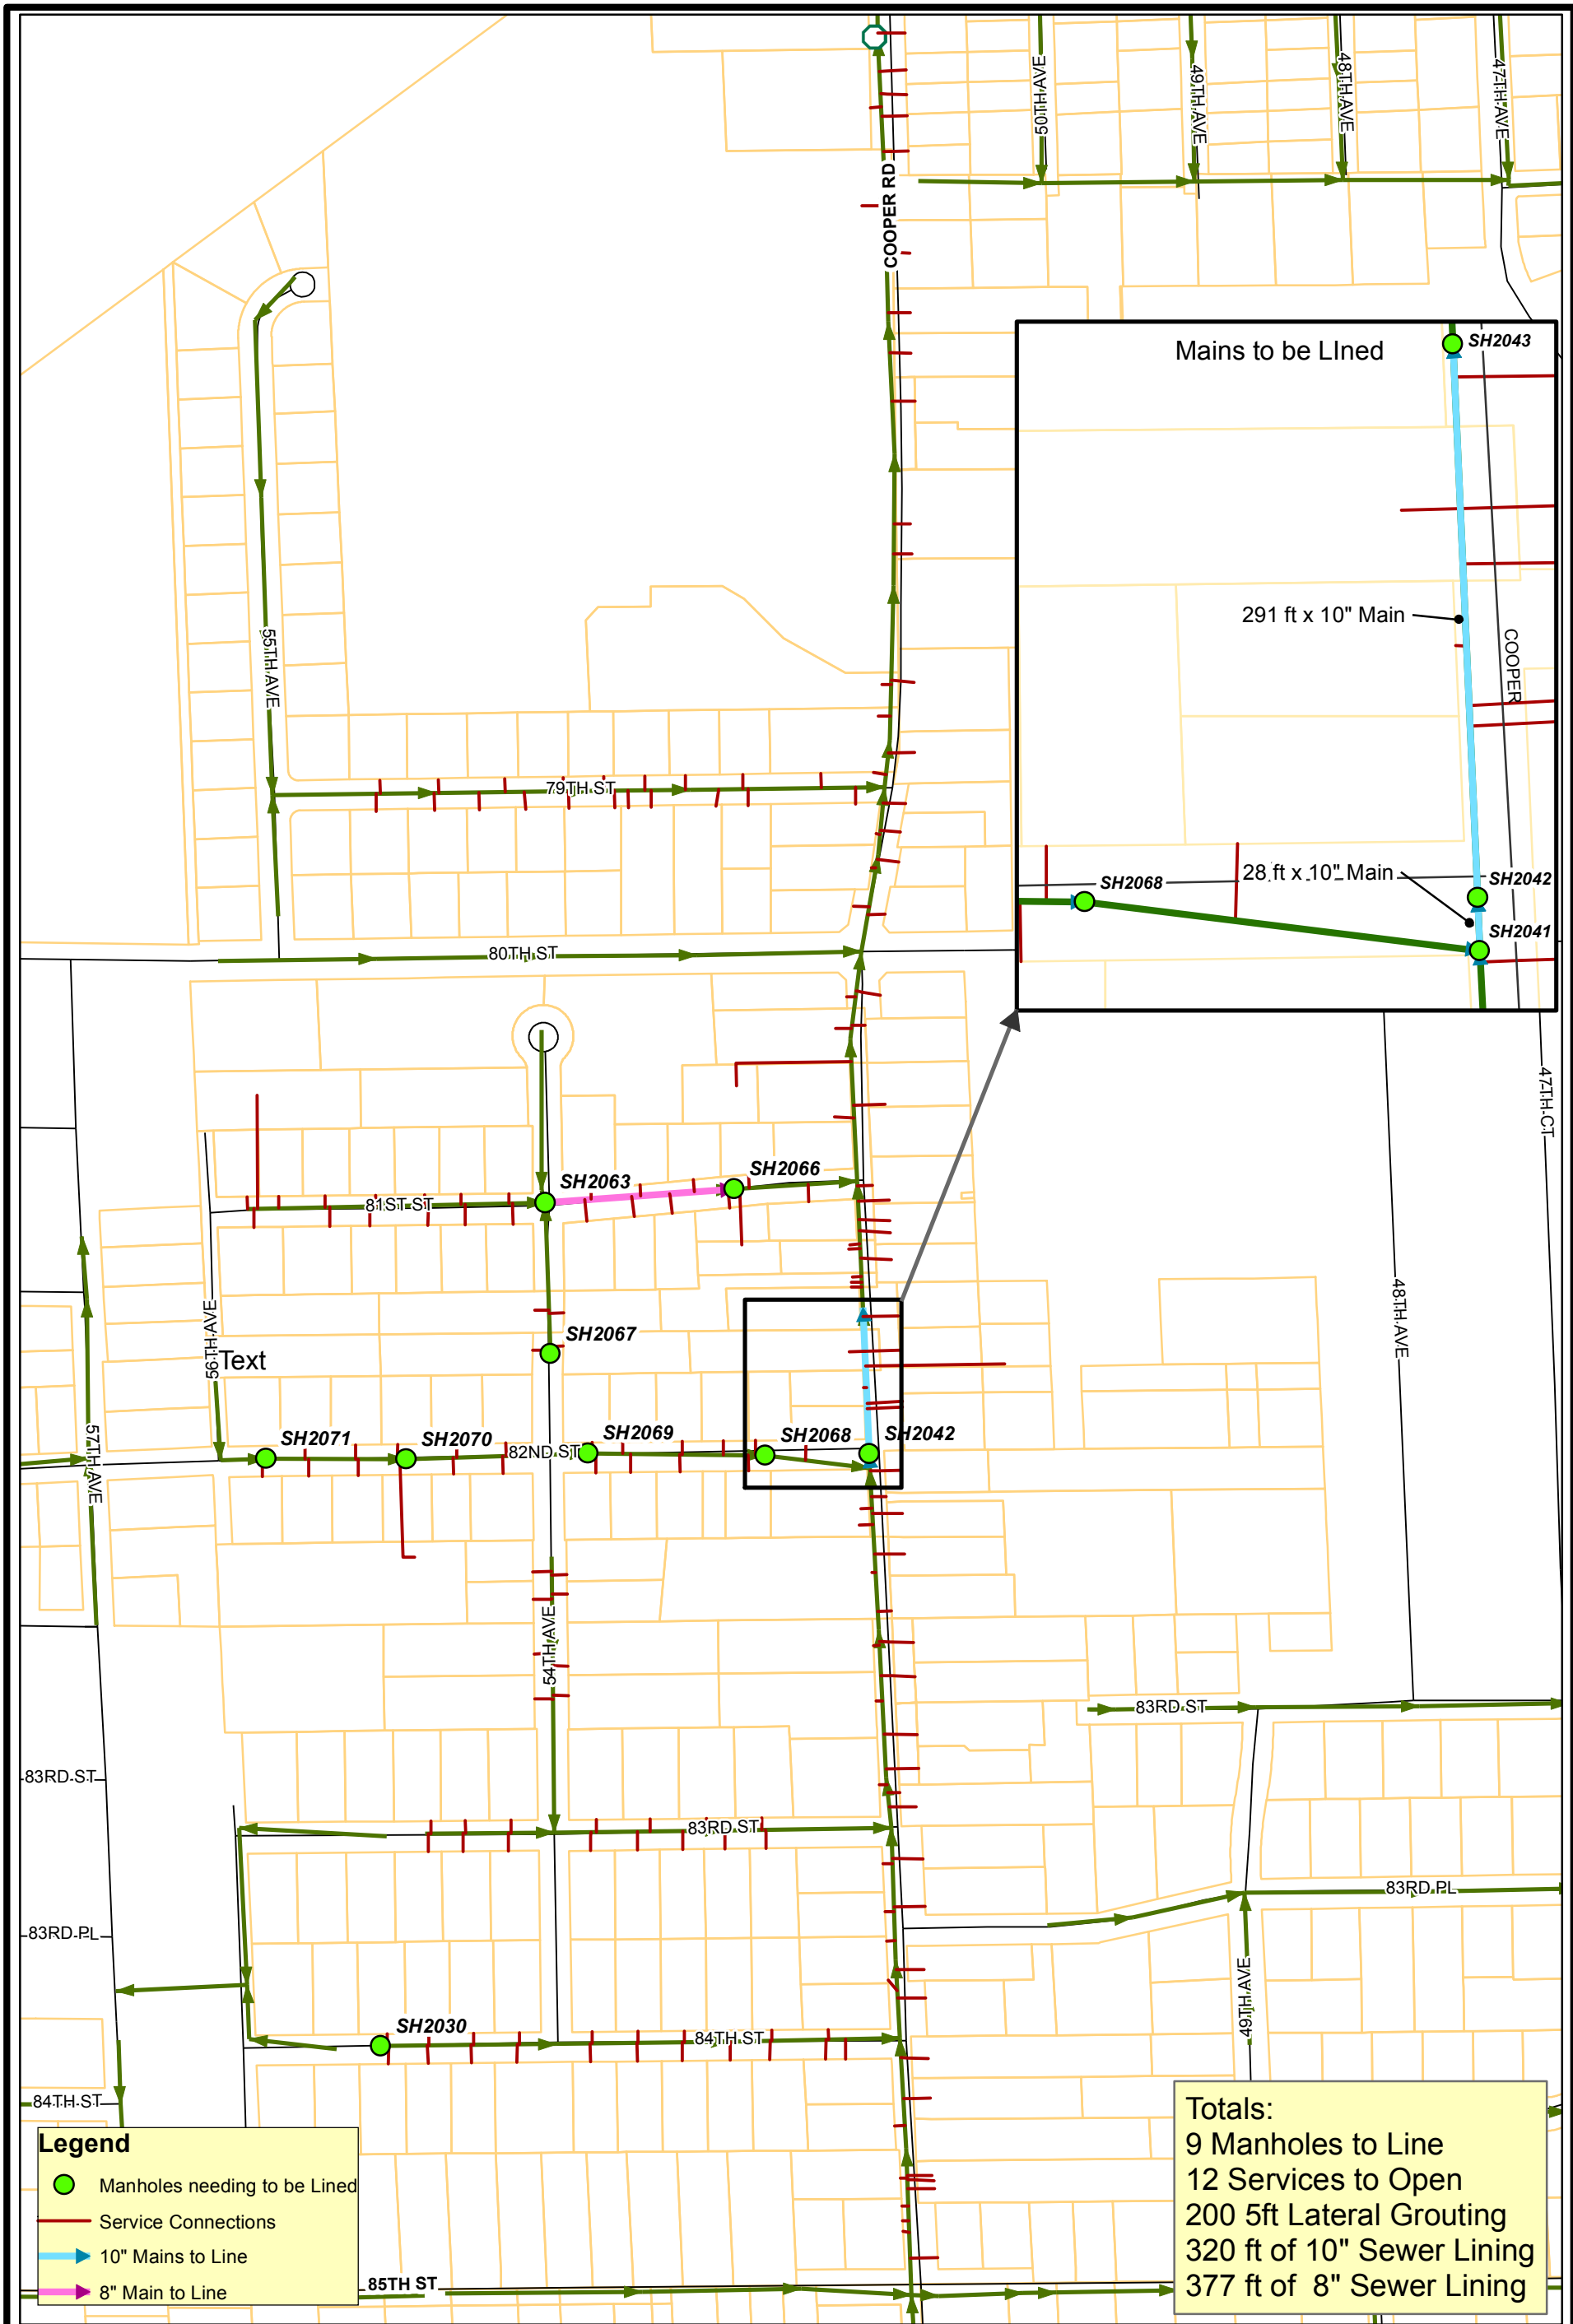 50TH AVE
49TH AVE
48TH AVE
47TH AVE
COOPER RD
Mains to be LIned
SH2043
291 ft x 10" Main
COOPER
SH2068
28 ft x 10" Main
SH2042
SH2041
55TH AVE
79TH ST
80TH ST
47TH CT
SH2063
SH2066
81ST ST
48TH AVE
56TH AVE
Text
SH2067
57TH AVE
SH2071
SH2070
82ND ST
SH2069
SH2068
SH2042
54TH AVE
83RD ST
83RD ST
83RD ST
83RD PL
83RD PL
49TH AVE
SH2030
84TH ST
84TH ST
Legend
Manholes needing to be Lined
Service Connections
10" Mains to Line
8" Main to Line
85TH ST
Totals:
9 Manholes to Line
12 Services to Open
200 5ft Lateral Grouting
320 ft of 10" Sewer Lining
377 ft of 8" Sewer Lining